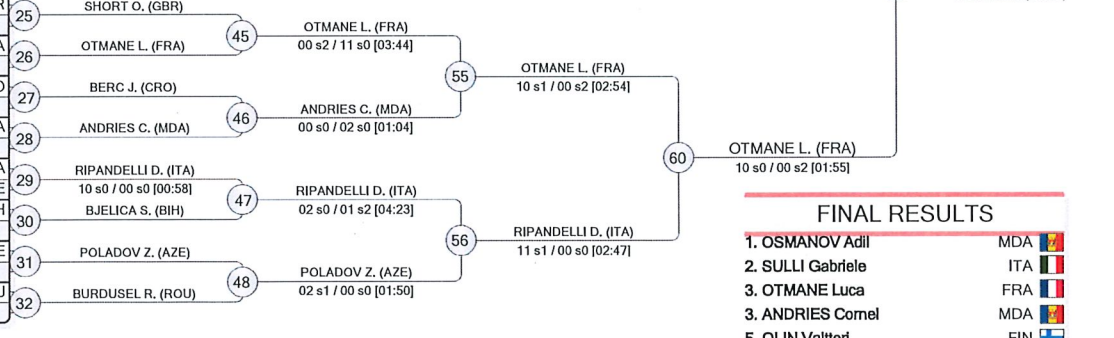 25
SHORT O. (GBR)
26
OTMANE L. (FRA)
45
OTMANE L. (FRA)
00 s2 / 11 s0 [03:44]
27
BERC J. (CRO)
28
ANDRIES C. (MDA)
46
ANDRIES C. (MDA)
00 s0 / 02 s0 [01:04]
55
OTMANE L. (FRA)
10 s1 / 00 s2 [02:54]
29
RIPANDELLI D. (ITA)
10 s0 / 00 s0 [00:58]
30
BJELICA S. (BIH)
47
RIPANDELLI D. (ITA)
02 s0 / 01 s2 [04:23]
31
POLADOV Z. (AZE)
32
BURDUSEL R. (ROU)
48
POLADOV Z. (AZE)
02 s1 / 00 s0 [01:50]
56
RIPANDELLI D. (ITA)
11 s1 / 00 s0 [02:47]
60
OTMANE L. (FRA)
10 s0 / 00 s2 [01:55]
FINAL RESULTS
1. OSMANOV Adil MDA
2. SULLI Gabriele ITA
3. OTMANE Luca FRA
3. ANDRIES Cornel MDA
5. OLIN Valtteri FIN